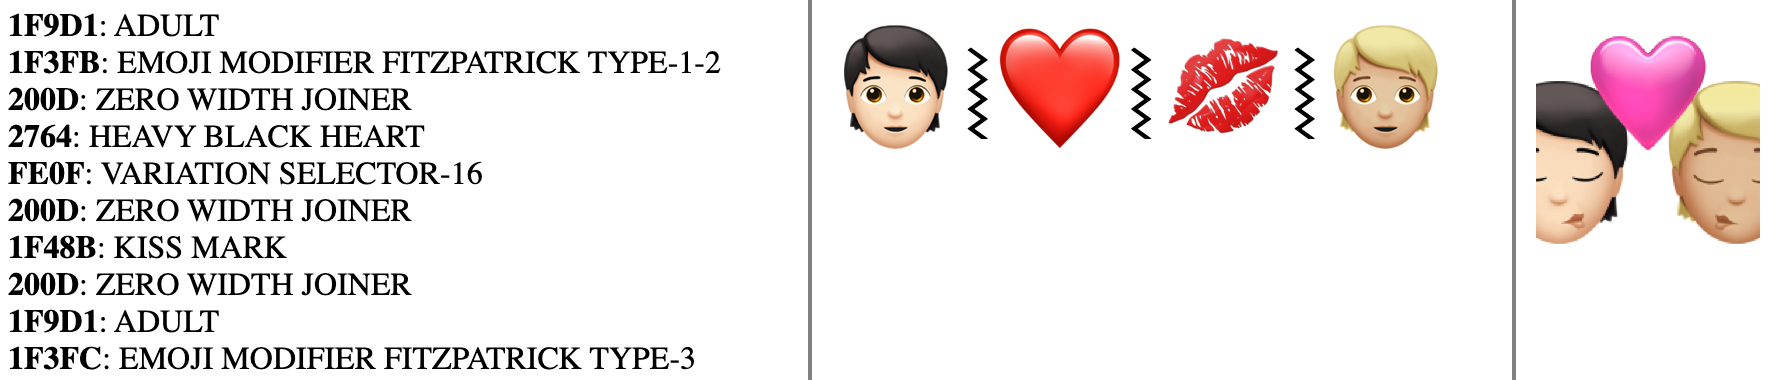 1F9D1: ADULT
1F3FB: EMOJI MODIFIER FITZPATRICK TYPE-1-2
200D: ZERO WIDTH JOINER
2764: HEAVY BLACK HEART
FE0F: VARIATION SELECTOR-16
200D: ZERO WIDTH JOINER
1F48B: KISS MARK
200D: ZERO WIDTH JOINER
1F9D1: ADULT
1F3FC: EMOJI MODIFIER FITZPATRICK TYPE-3